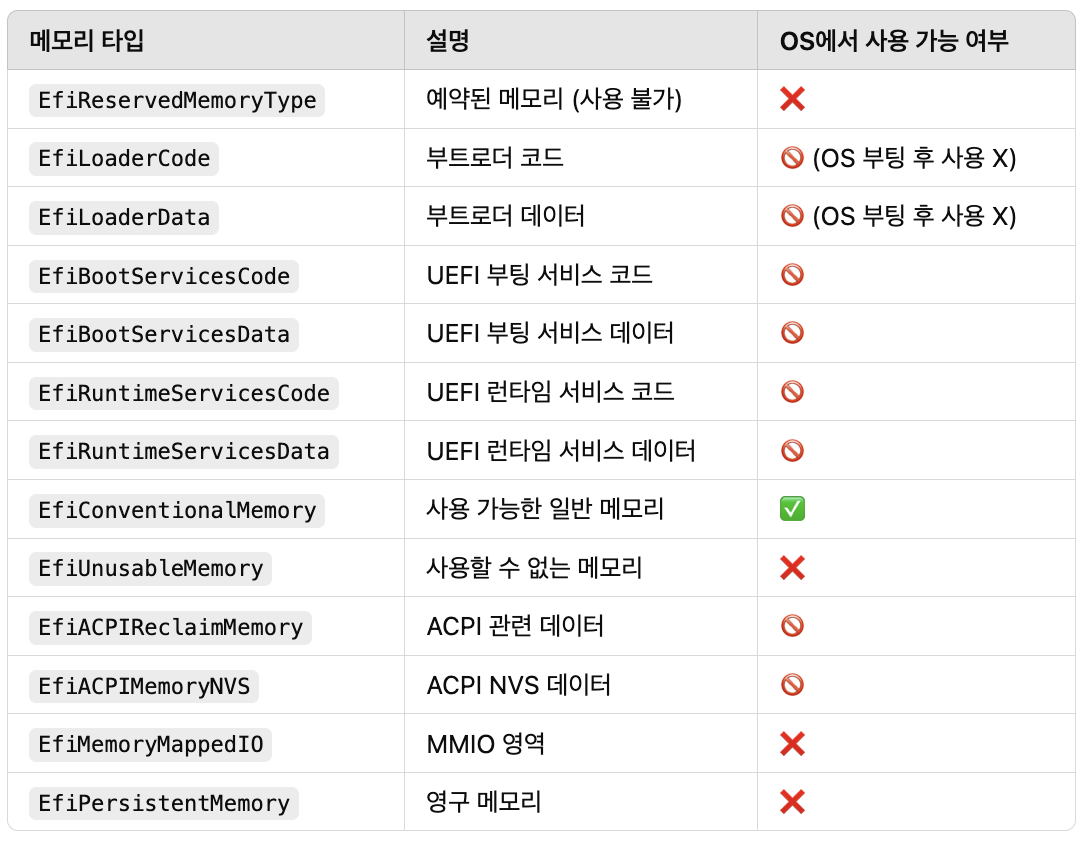 메모리 타입 설명 OS에서 사용 가능 여부
EfiReservedMemoryType 예약된 메모리 (사용 불가) ❌
EfiLoaderCode 부트로더 코드 🚫 (OS 부팅 후 사용 X)
EfiLoaderData 부트로더 데이터 🚫 (OS 부팅 후 사용 X)
EfiBootServicesCode UEFI 부팅 서비스 코드 🚫
EfiBootServicesData UEFI 부팅 서비스 데이터 🚫
EfiRuntimeServicesCode UEFI 런타임 서비스 코드 🚫
EfiRuntimeServicesData UEFI 런타임 서비스 데이터 🚫
EfiConventionalMemory 사용 가능한 일반 메모리 ✅
EfiUnusableMemory 사용할 수 없는 메모리 ❌
EfiACPIReclaimMemory ACPI 관련 데이터 🚫
EfiACPIMemoryNVS ACPI NVS 데이터 🚫
EfiMemoryMappedIO MMIO 영역 ❌
EfiPersistentMemory 영구 메모리 ❌